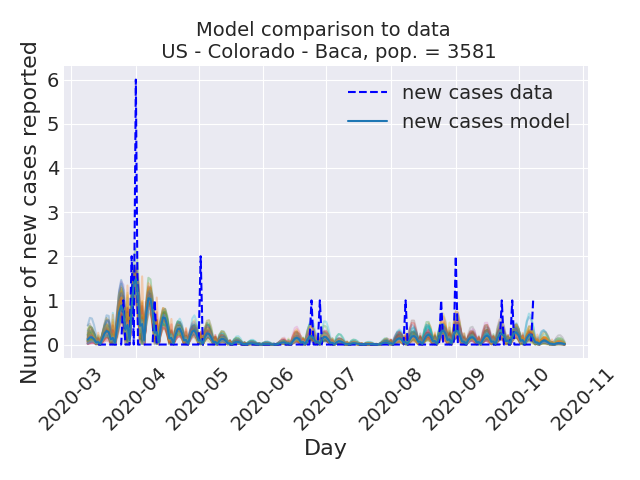 Model comparison to data
US - Colorado - Baca, pop. = 3581
Number of new cases reported
6
5
4
3
2
1
0
new cases data
new cases model
2020-03
2020-04
2020-05
2020-06
2020-07
2020-08
2020-09
2020-10
2020-11
Day